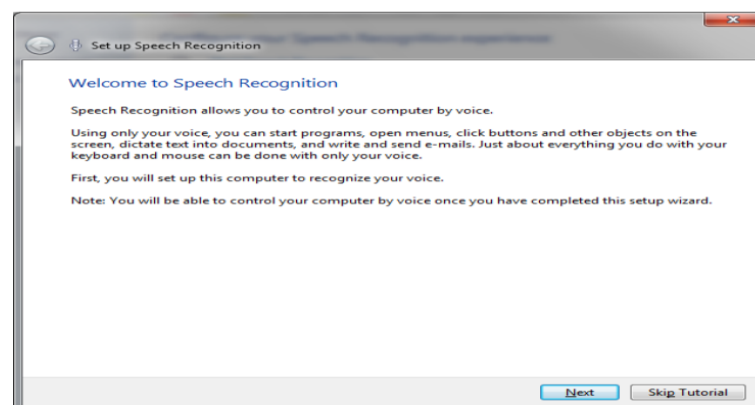 Set up Speech Recognition
Welcome to Speech Recognition
Speech Recognition allows you to control your computer by voice.
Using only your voice, you can start programs, open menus, click buttons and other objects on the
screen, dictate text into documents, and write and send e-mails. Just about everything you do with your
keyboard and mouse can be done with only your voice.
First, you will set up this computer to recognize your voice.
Note: You will be able to control your computer by voice once you have completed this setup wizard.
Next
Skip Tutorial